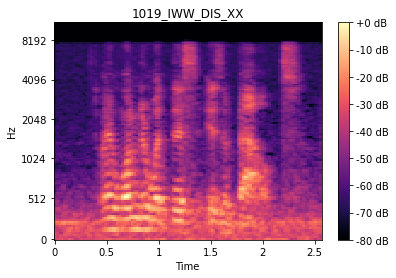 1019_IWW_DIS_XX
+0 dB
8192
-10 dB
4096
-20 dB
-30 dB
2048
Hz
-40 dB
1024
-50 dB
512
-60 dB
-70 dB
0
-80 dB
0 0.5 1 1.5 2 2.5
Time